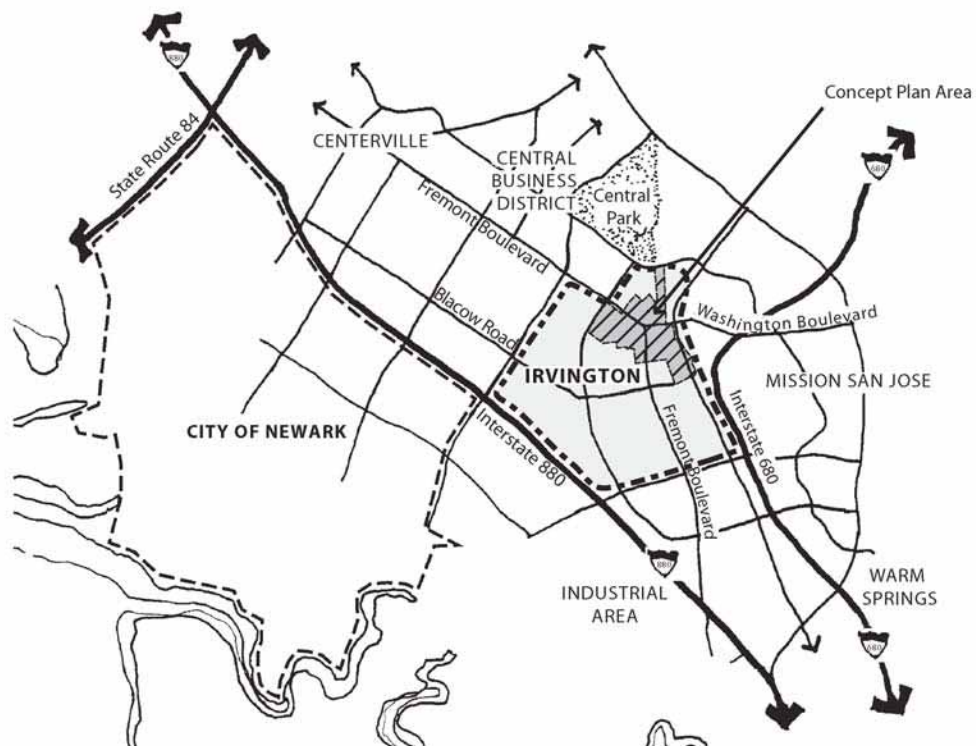 880
State Route 84
Concept Plan Area
CENTERVILLE
CENTRAL
BUSINESS
DISTRICT
Central
Park
680
Fremont Boulevard
Blacow Road
Washington Boulevard
IRVINGTON
MISSION SAN JOSE
CITY OF NEWARK
Interstate 880
Fremont Boulevard
Interstate 680
880
INDUSTRIAL
AREA
WARM
SPRINGS
680